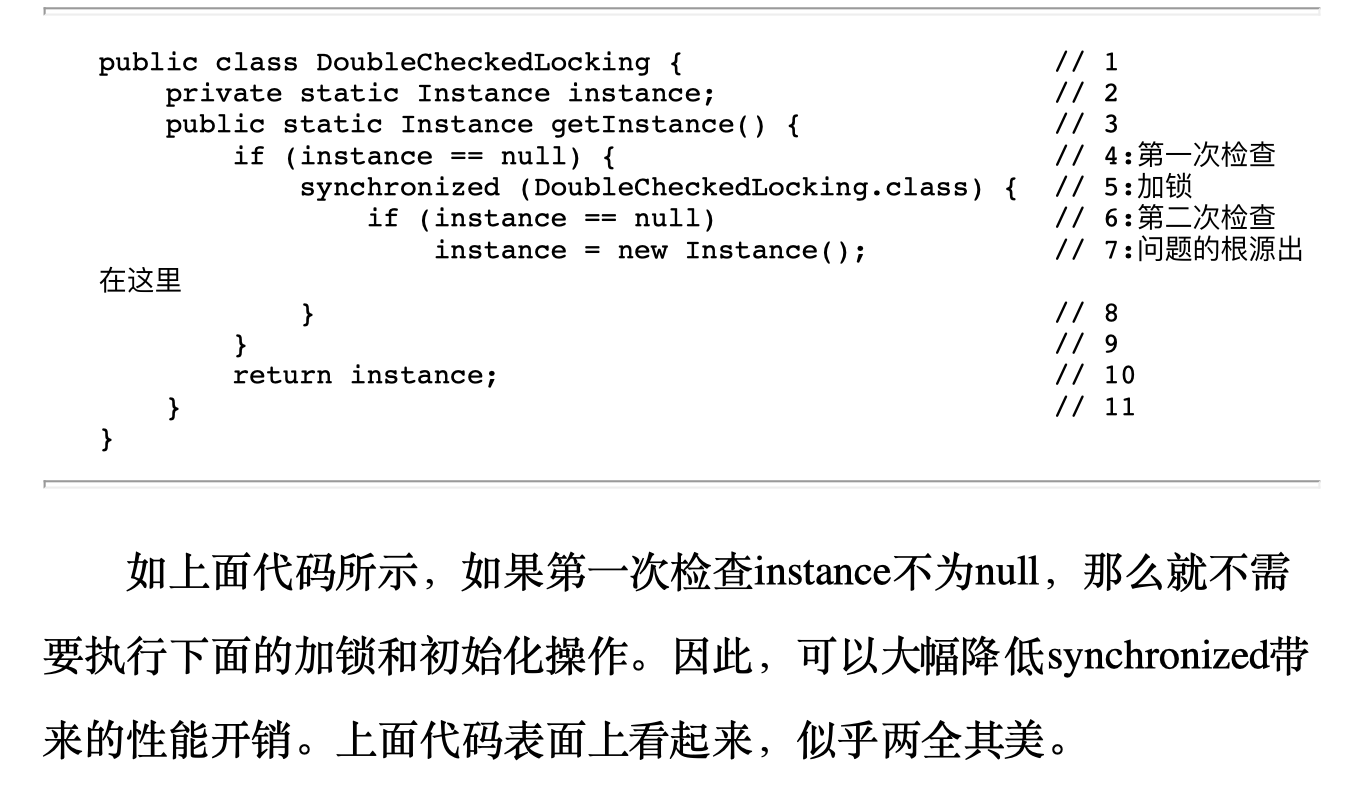 public class DoubleCheckedLocking { // 1
    private static Instance instance; // 2
    public static Instance getInstance() { // 3
        if (instance == null) { // 4:第一次检查
            synchronized (DoubleCheckedLocking.class) { // 5:加锁
                if (instance == null) // 6:第二次检查
                    instance = new Instance(); // 7:问题的根源出
在这里
            } // 8
        } // 9
        return instance; // 10
    } // 11
}
如上面代码所示，如果第一次检查instance不为null，那么就不需
要执行下面的加锁和初始化操作。因此，可以大幅降低synchronized带
来的性能开销。上面代码表面上看起来，似乎两全其美。